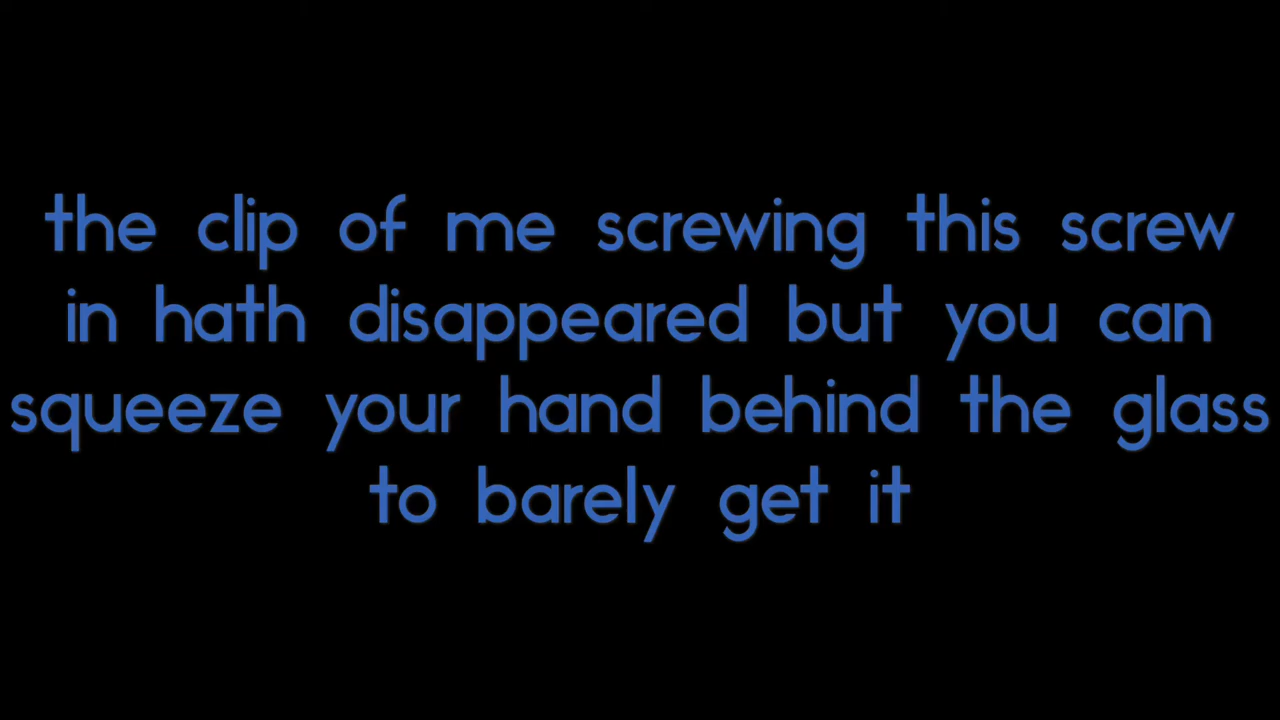 the clip of me screwing this screw
in hath disappeared but you can
squeeze your hand behind the glass
to barely get it